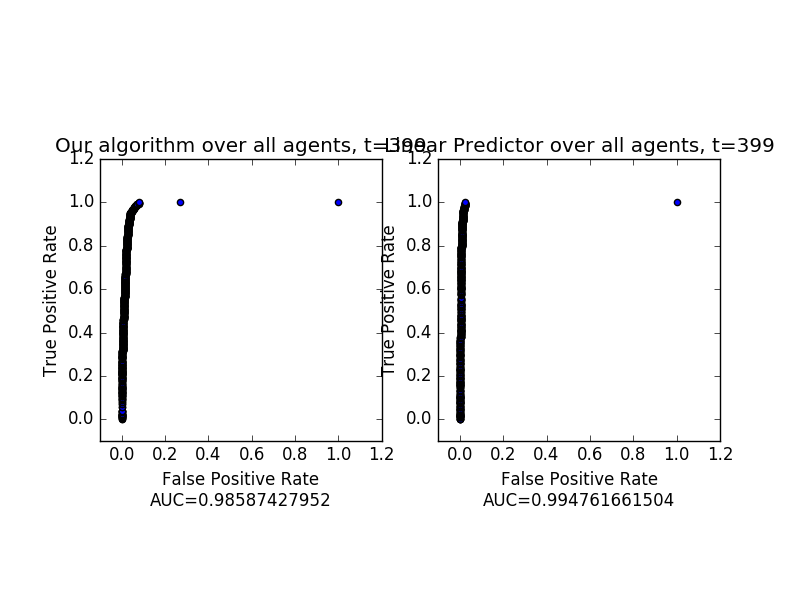 Our algorithm over all agents, t=399
Linear Predictor over all agents, t=399
1.2
1.0
0.8
0.6
0.4
0.2
0.0
True Positive Rate
0.0 0.2 0.4 0.6 0.8 1.0 1.2
False Positive Rate
AUC=0.98587427952
1.2
1.0
0.8
0.6
0.4
0.2
0.0
True Positive Rate
0.0 0.2 0.4 0.6 0.8 1.0 1.2
False Positive Rate
AUC=0.994761661504